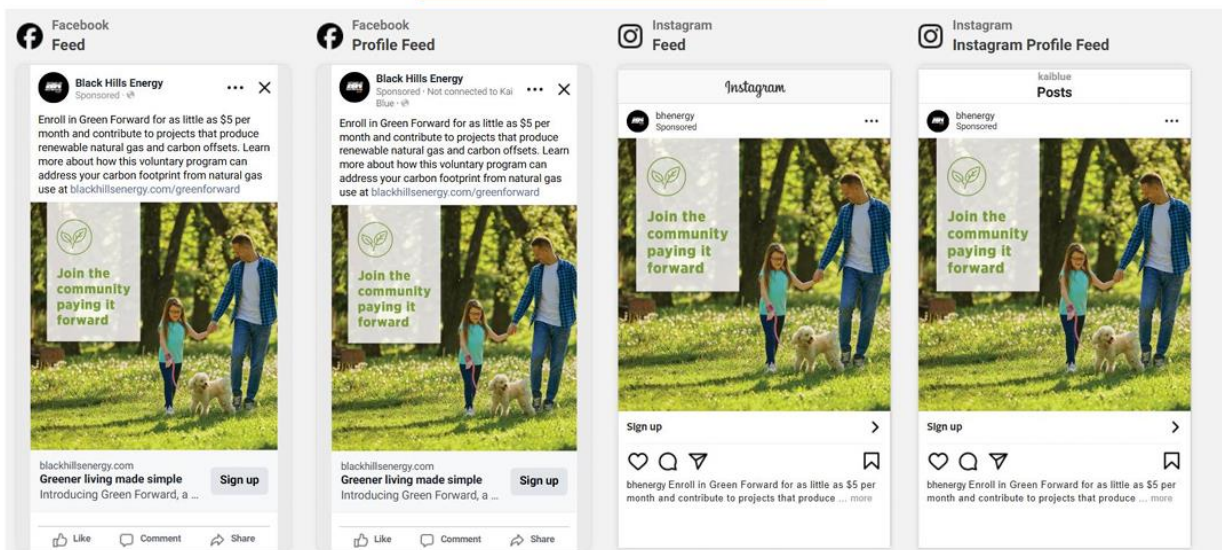 Facebook
Feed
Black Hills Energy
Sponsored ·
Enroll in Green Forward for as little as $5 per
month and contribute to projects that produce
renewable natural gas and carbon offsets. Learn
more about how this voluntary program can
address your carbon footprint from natural gas
use at blackhillsenergy.com/greenforward
Join the
community
paying it
forward
blackhillsenergy.com
Greener living made simple
Introducing Green Forward, a ...
Sign up
Like
Comment
Share
Facebook
Profile Feed
Black Hills Energy
Sponsored · Not connected to Kai
Blue ·
Enroll in Green Forward for as little as $5 per
month and contribute to projects that produce
renewable natural gas and carbon offsets. Learn
more about how this voluntary program can
address your carbon footprint from natural gas
use at blackhillsenergy.com/greenforward
Join the
community
paying it
forward
blackhillsenergy.com
Greener living made simple
Introducing Green Forward, a ...
Sign up
Like
Comment
Share
Instagram
Feed
Instagram
bhenergy
Sponsored
Join the
community
paying it
forward
Sign up
bhenergy Enroll in Green Forward for as little as $5 per
month and contribute to projects that produce ... more
Instagram
Instagram Profile Feed
kaiblue
Posts
bhenergy
Sponsored
Join the
community
paying it
forward
Sign up
bhenergy Enroll in Green Forward for as little as $5 per
month and contribute to projects that produce ... more